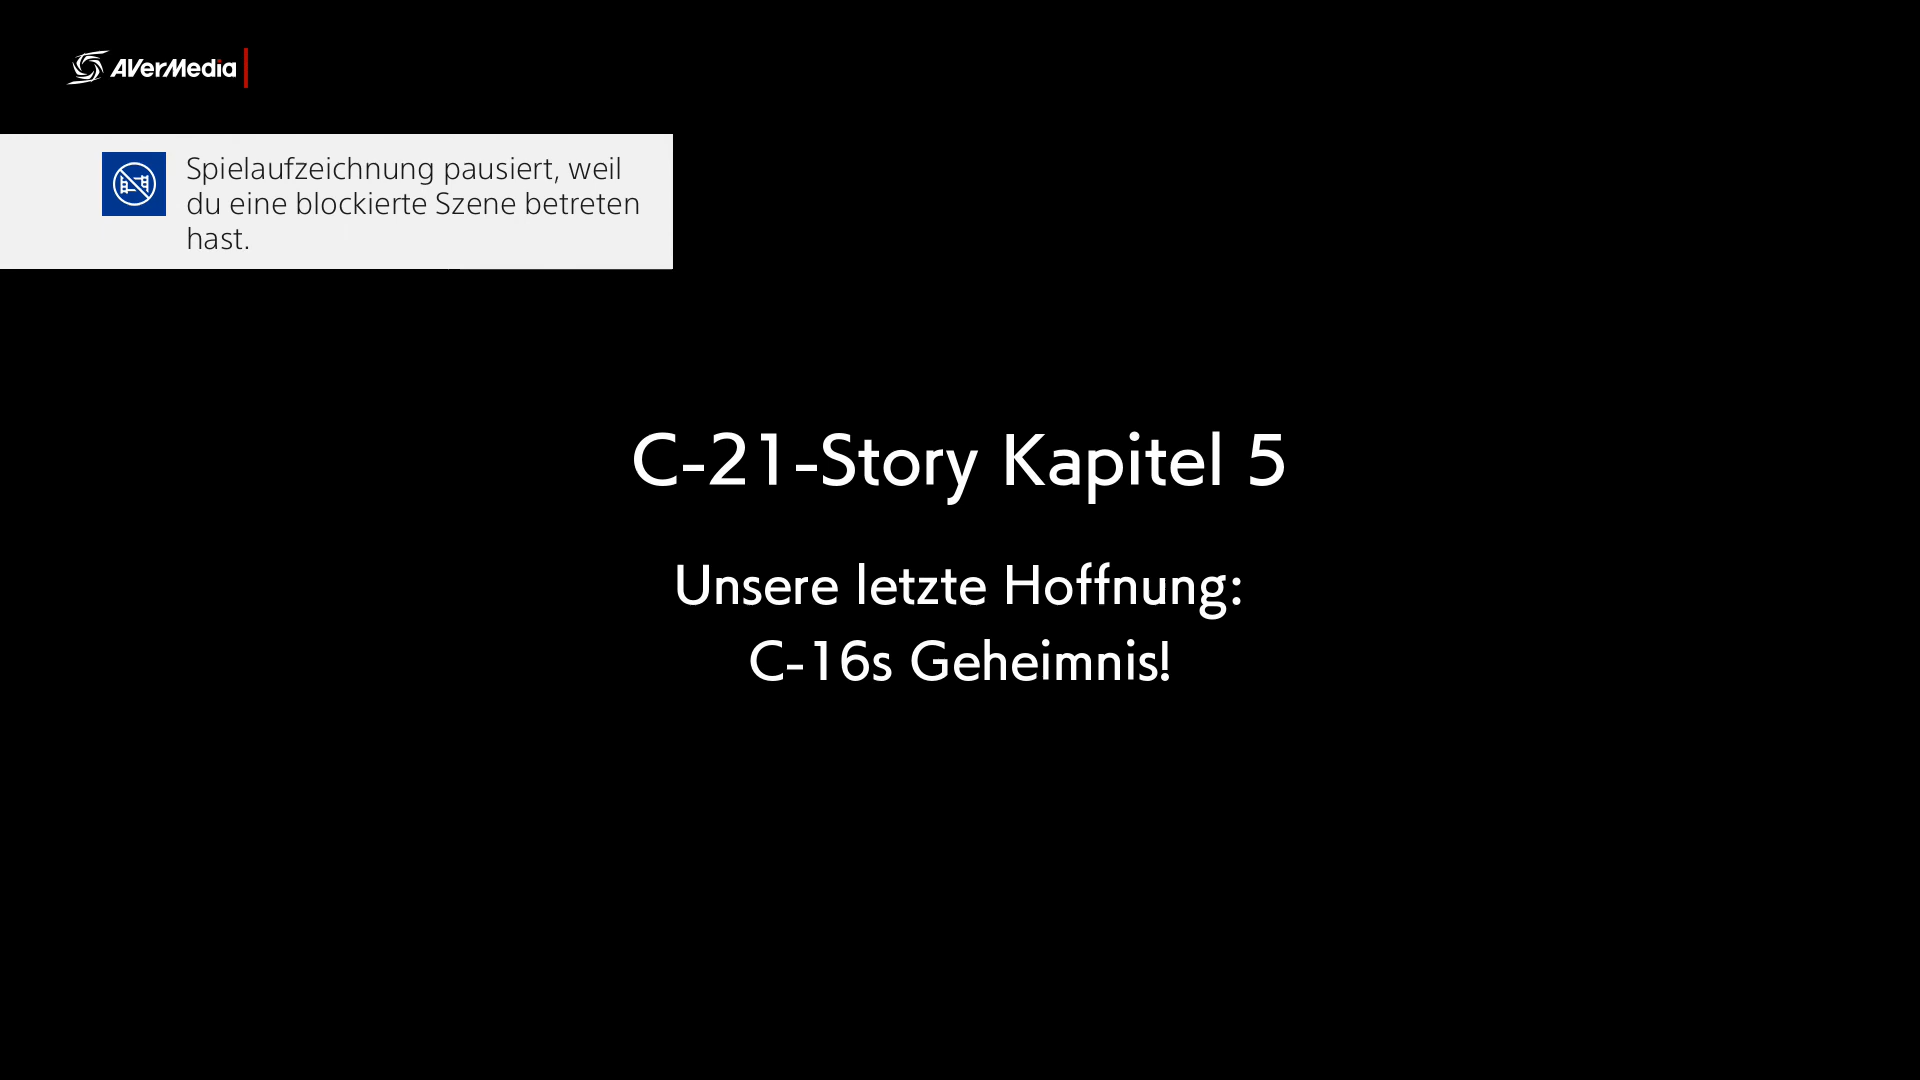 AVerMedia
Spielaufzeichnung pausiert, weil
du eine blockierte Szene betreten
hast.
C-21-Story Kapitel 5
Unsere letzte Hoffnung:
C-16s Geheimnis!